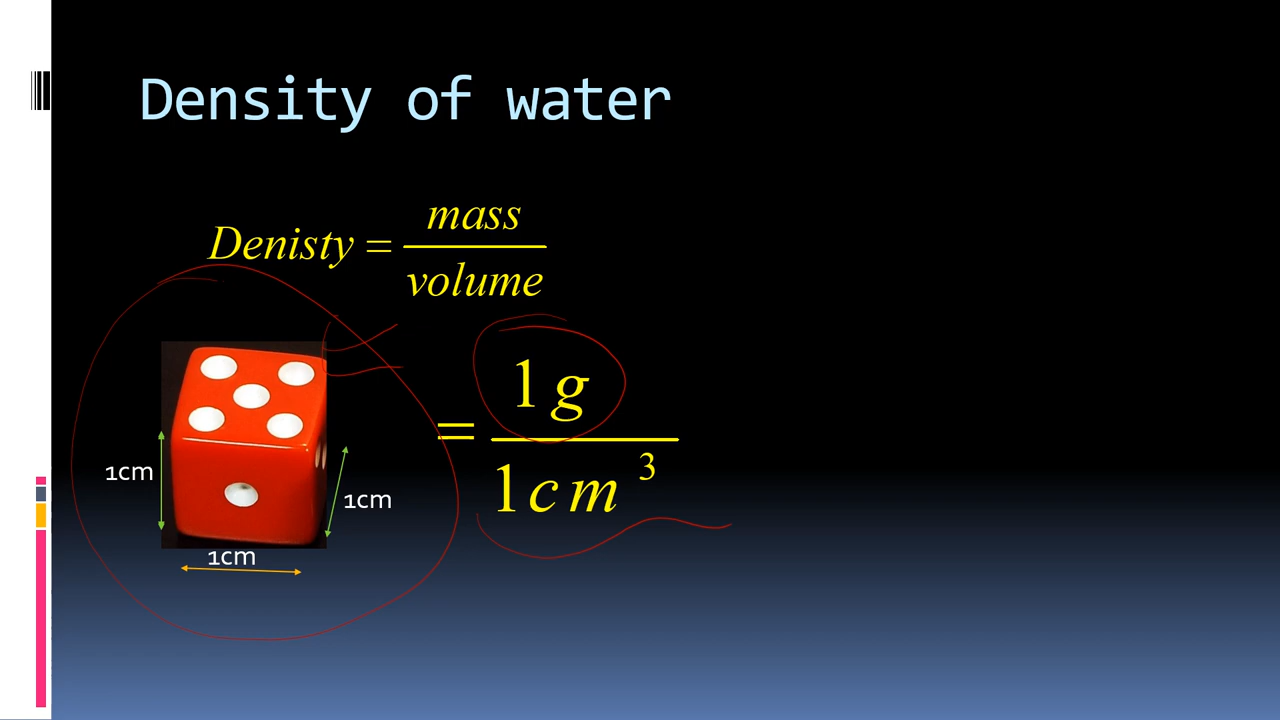 Density of water
Denisty = mass
volume
= 1g
1cm³
1cm
1cm
1cm